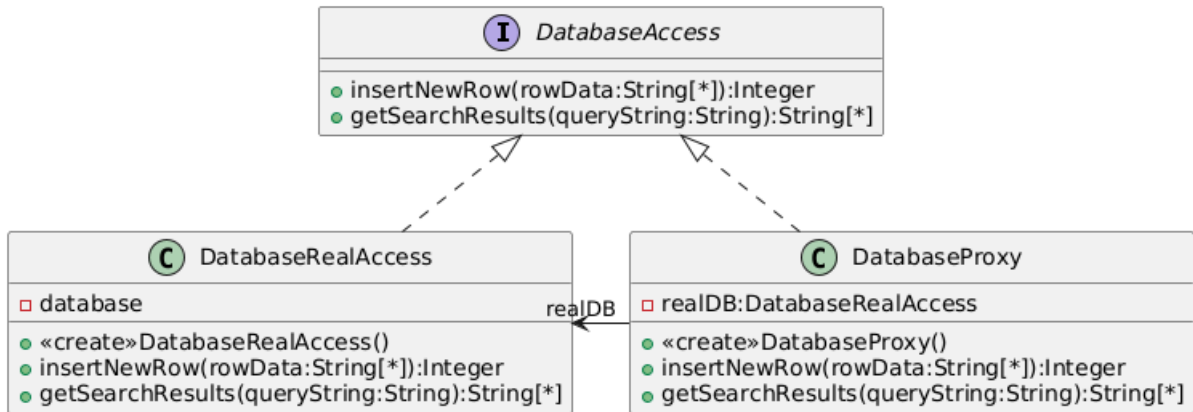 I DatabaseAccess
insertNewRow(rowData:String[*]):Integer
getSearchResults(queryString:String):String[*]
C DatabaseRealAccess
database
«create»DatabaseRealAccess()
insertNewRow(rowData:String[*]):Integer
getSearchResults(queryString:String):String[*]
realDB
C DatabaseProxy
realDB:DatabaseRealAccess
«create»DatabaseProxy()
insertNewRow(rowData:String[*]):Integer
getSearchResults(queryString:String):String[*]